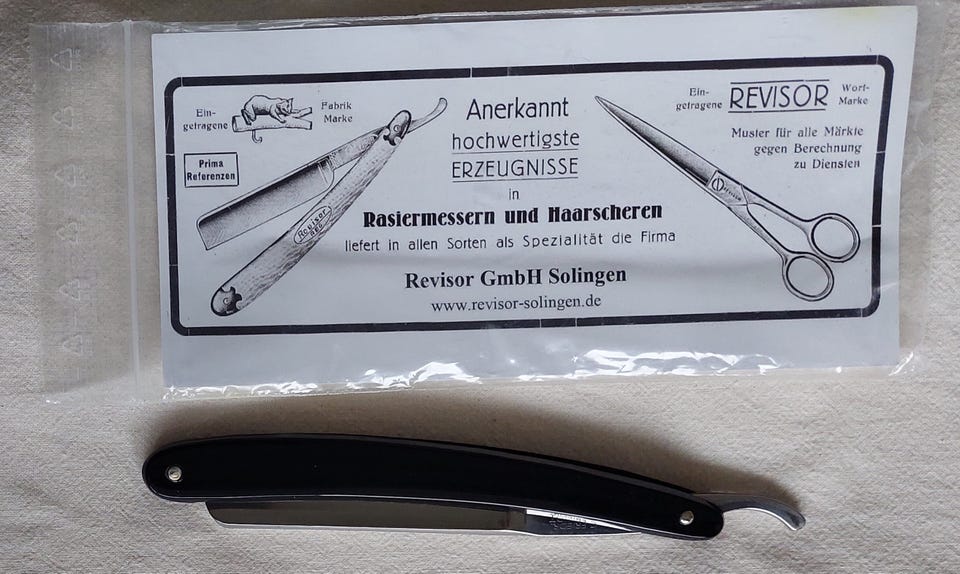 Ein-
getragene
Fabrik
Marke
Prima
Referenzen
Revisor
Anerkannt
hochwertigste
ERZEUGNISSE
in
Rasiermessern und Haarscheren
liefert in allen Sorten als Spezialität die Firma
Revisor GmbH Solingen
www.revisor-solingen.de
Ein-
getragene
REVISOR
Wort-
Marke
Muster für alle Märkte
gegen Berechnung
zu Diensten